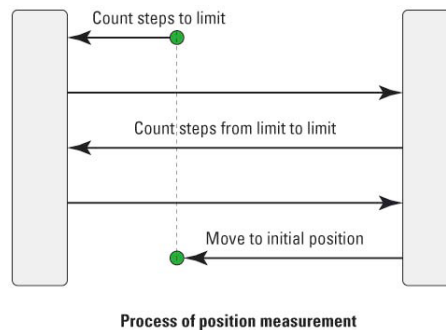 Count steps to limit
Count steps from limit to limit
Move to initial position
Process of position measurement